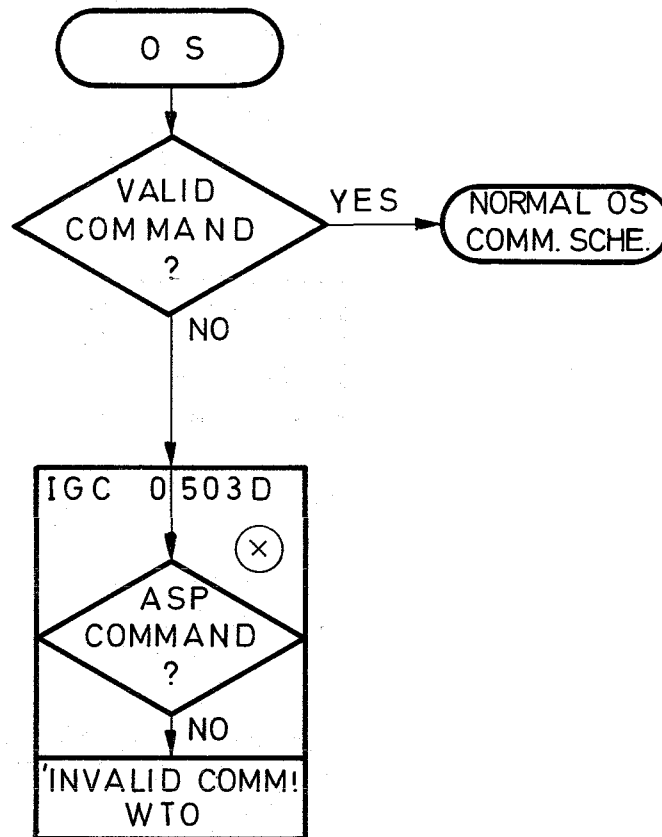 O S
VALID
COMMAND
?
YES
NORMAL OS
COMM. SCHE.
NO
IGC 0503D
X
ASP
COMMAND
?
NO
'INVALID COMM!
WTO